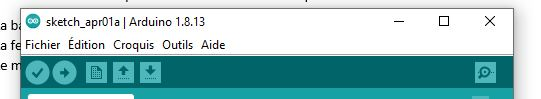 sketch_apr01a | Arduino 1.8.13
Fichier Édition Croquis Outils Aide